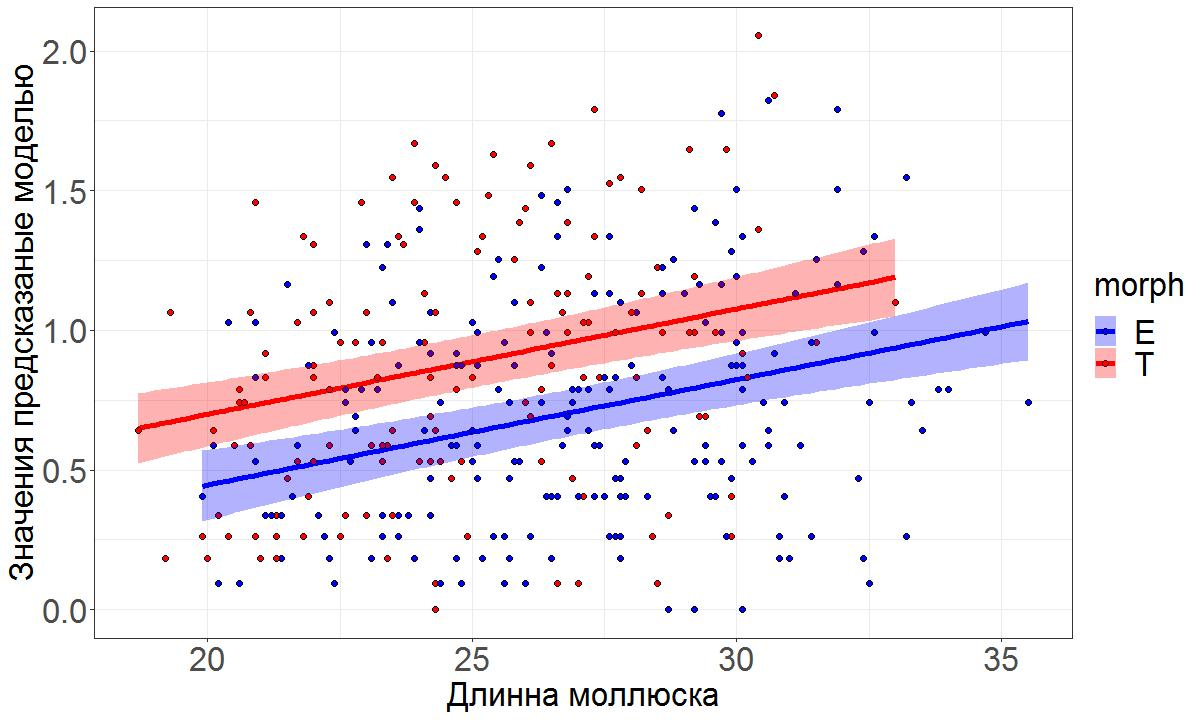 Значения предсказаные моделью
2.0
1.5
1.0
0.5
0.0
20 25 30 35
Длинна моллюска
morph
E
T